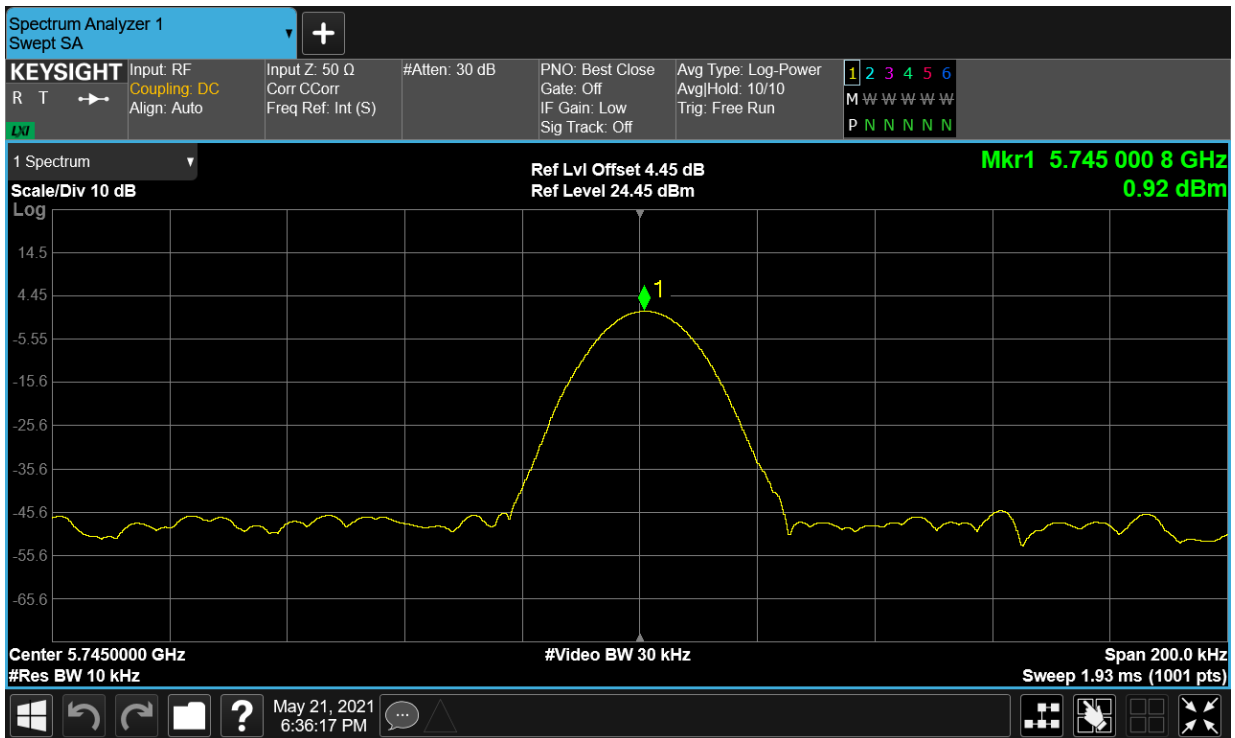 Spectrum Analyzer 1
Swept SA
KEYSIGHT
R T
LXI
Input: RF
Coupling: DC
Align: Auto
Input Z: 50 Ω
Corr CCorr
Freq Ref: Int (S)
#Atten: 30 dB
PNO: Best Close
Gate: Off
IF Gain: Low
Sig Track: Off
Avg Type: Log-Power
Avg|Hold: 10/10
Trig: Free Run
1 2 3 4 5 6
M W W W W W
P N N N N N
1 Spectrum
Scale/Div 10 dB
Log
Ref Lvl Offset 4.45 dB
Ref Level 24.45 dBm
Mkr1 5.745 000 8 GHz
0.92 dBm
14.5
4.45
-5.55
-15.6
-25.6
-35.6
-45.6
-55.6
-65.6
1
Center 5.7450000 GHz
#Res BW 10 kHz
#Video BW 30 kHz
Span 200.0 kHz
Sweep 1.93 ms (1001 pts)
?
May 21, 2021
6:36:17 PM